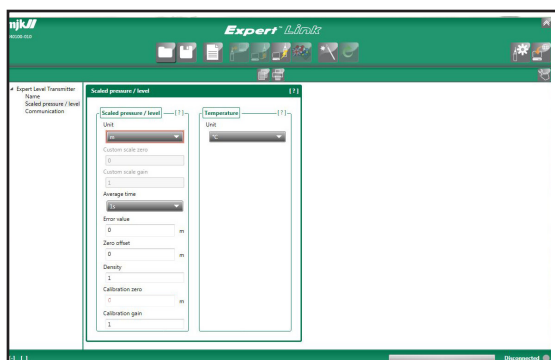 mjk
Expert Link
Expert Level Transmitter
Name
Scaled pressure / level
Communication
Scaled pressure / level [?]
Scaled pressure / level [?]
Unit
m
Custom scale zero
0
Custom scale gain
1
Average time
1s
Error value
0 m
Zero offset
0 m
Density
1
Calibration zero
0 m
Calibration gain
1
Temperature [?]
Unit
°C
Disconnected